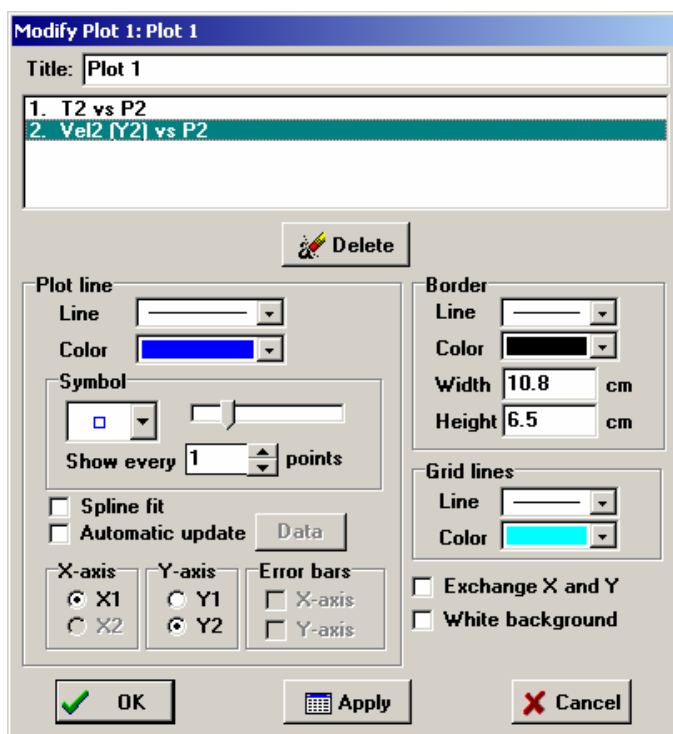 Modify Plot 1: Plot 1
Title: Plot 1
1. T2 vs P2
2. Vel2 (Y2) vs P2
Delete
Plot line
Line
Color
Symbol
Show every 1 points
Spline fit
Automatic update Data
X-axis Y-axis Error bars
X1 Y1 X-axis
X2 Y2 Y-axis
Border
Line
Color
Width 10.8 cm
Height 6.5 cm
Grid lines
Line
Color
Exchange X and Y
White background
OK Apply Cancel